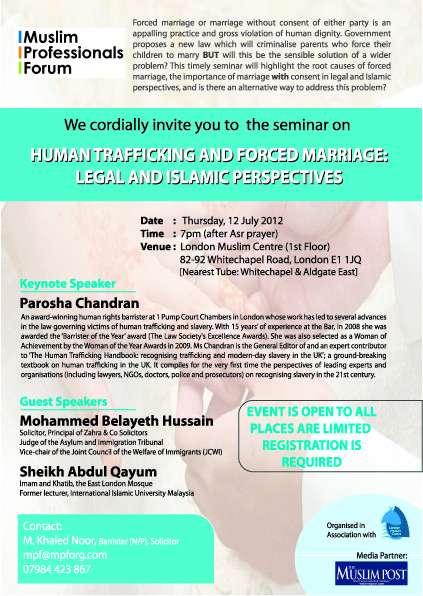 Muslim
Professionals
Forum
Forced marriage or marriage without consent of either party is an
appalling practice and gross violation of human dignity. Government
proposes a new law which will criminalise parents who force their
children to marry BUT will this be the sensible solution of a wider
problem? This timely seminar will highlight the root causes of forced
marriage, the importance of marriage with consent in legal and Islamic
perspectives, and is there an alternative way to address this problem?
We cordially invite you to the seminar on
HUMAN TRAFFICKING AND FORCED MARRIAGE:
LEGAL AND ISLAMIC PERSPECTIVES
Date : Thursday, 12 July 2012
Time : 7pm (after Asr prayer)
Venue : London Muslim Centre (1st Floor)
82-92 Whitechapel Road, London E1 1JQ
[Nearest Tube: Whitechapel & Aldgate East]
Keynote Speaker
Parosha Chandran
An award-winning human rights barrister at 1 Pump Court Chambers in London whose work has led to several advances
in the law governing victims of human trafficking and slavery. With 15 years' of experience at the Bar, in 2008 she was
awarded the 'Barrister of the Year' award (The Law Society's Excellence Awards). She was also selected as a Woman of
Achievement by the Woman of the Year Awards in 2009. Ms Chandran is the General Editor of and an expert contributor
to 'The Human Trafficking Handbook: recognising trafficking and modern-day slavery in the UK'; a ground-breaking
textbook on human trafficking in the UK. It compiles for the very first time the perspectives of leading experts and
organisations (including lawyers, NGOs, doctors, police and prosecutors) on recognising slavery in the 21st century.
Guest Speakers
Mohammed Belayeth Hussain
Solicitor, Principal of Zahra & Co Solicitors
Judge of the Asylum and Immigration Tribunal
Vice-chair of the Joint Council of the Welfare of Immigrants (JCWI)
Sheikh Abdul Qayum
Imam and Khatib, the East London Mosque
Former lecturer, International Islamic University Malaysia
EVENT IS OPEN TO ALL
PLACES ARE LIMITED
REGISTRATION IS
REQUIRED
Contact:
M. Khaled Noor, Barrister (N/P), Solicitor
mpf@mpforg.com
07984 423 867
Organised in
Association with
Media Partner:
THE
MUSLIM POST